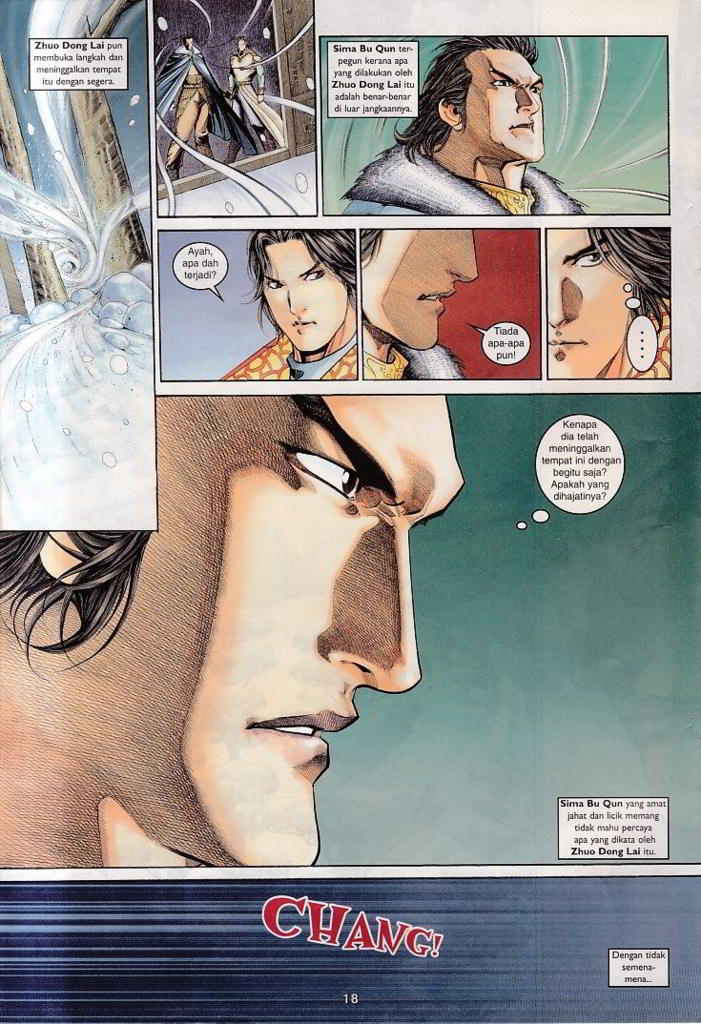 Zhuo Dong Lai pun
membuka langkah dan
meninggalkan tempat
itu dengan segera.
Sima Bu Qun ter-
pegun kerana apa
yang dilakukan oleh
Zhuo Dong Lai itu
adalah benar-benar
di luar jangkaannya.
Ayah,
apa dah
terjadi?
Tiada
apa-apa
pun!
....
Kenapa
dia telah
meninggalkan
tempat ini dengan
begitu saja?
Apakah yang
dihajatinya?
Sima Bu Qun yang amat
jahat dan licik memang
tidak mahu percaya
apa yang dikata oleh
Zhuo Dong Lai itu.
CHANG!
Dengan tidak
semena-
mena...
18